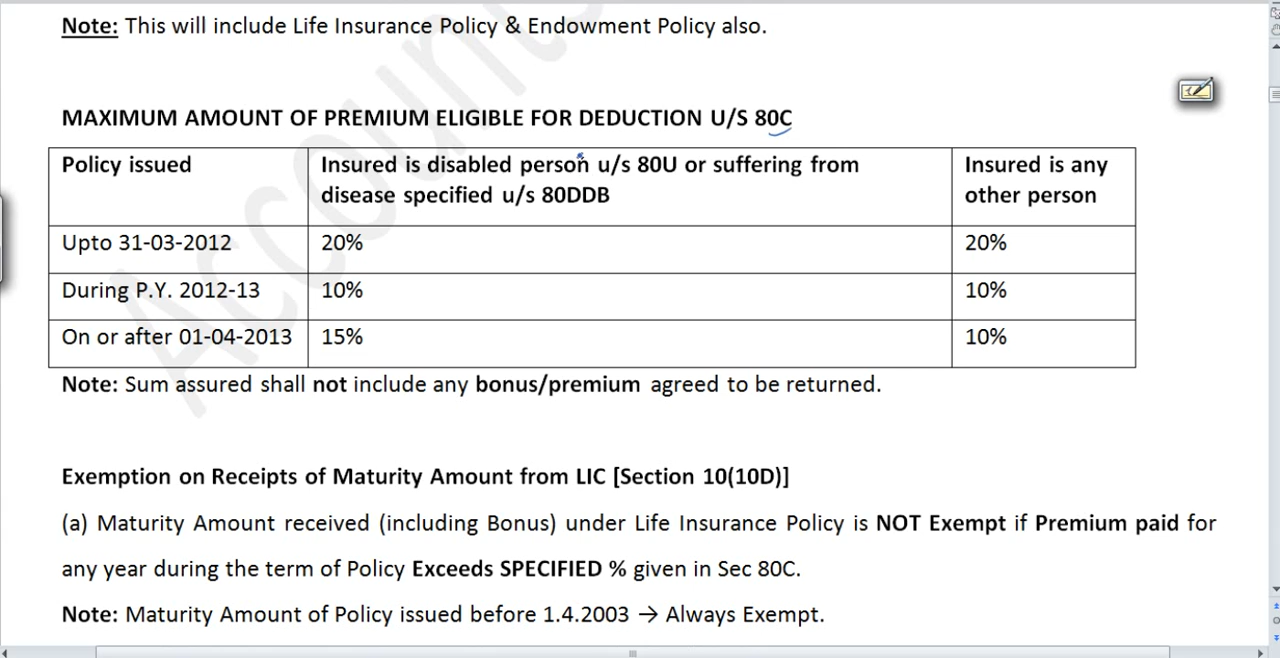 Note: This will include Life Insurance Policy & Endowment Policy also.
MAXIMUM AMOUNT OF PREMIUM ELIGIBLE FOR DEDUCTION U/S 80C
Policy issued
Insured is disabled person u/s 80U or suffering from
disease specified u/s 80DDB
Insured is any
other person
Upto 31-03-2012 20% 20%
During P.Y. 2012-13 10% 10%
On or after 01-04-2013 15% 10%
Note: Sum assured shall not include any bonus/premium agreed to be returned.
Exemption on Receipts of Maturity Amount from LIC [Section 10(10D)]
(a) Maturity Amount received (including Bonus) under Life Insurance Policy is NOT Exempt if Premium paid for
any year during the term of Policy Exceeds SPECIFIED % given in Sec 80C.
Note: Maturity Amount of Policy issued before 1.4.2003 → Always Exempt.